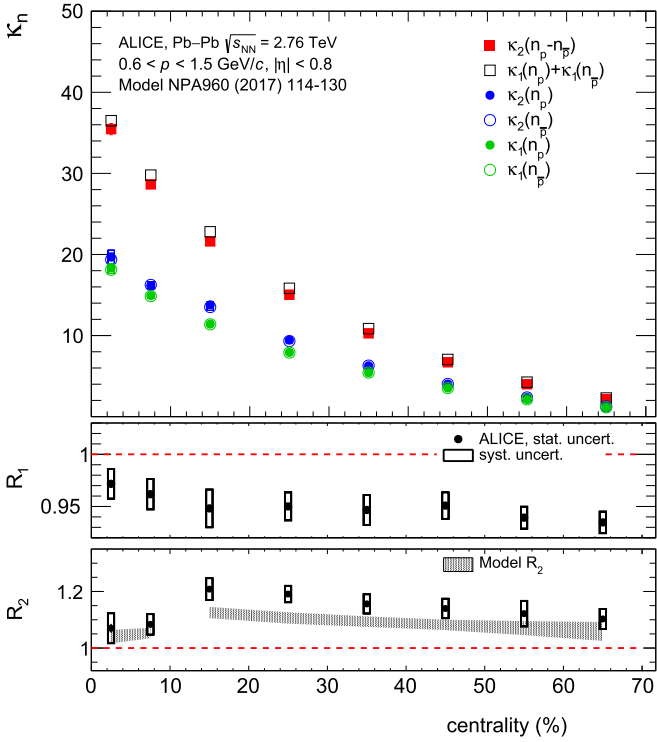 κn
50
40
30
20
10
ALICE, Pb–Pb √sNN = 2.76 TeV
0.6 < p < 1.5 GeV/c, |η| < 0.8
Model NPA960 (2017) 114-130
κ2(np-np̅)
κ1(np)+κ1(np̅)
κ2(np)
κ2(np̅)
κ1(np)
κ1(np̅)
R1
1
0.95
ALICE, stat. uncert.
syst. uncert.
R2
1.2
1
Model R2
0 10 20 30 40 50 60 70
centrality (%)